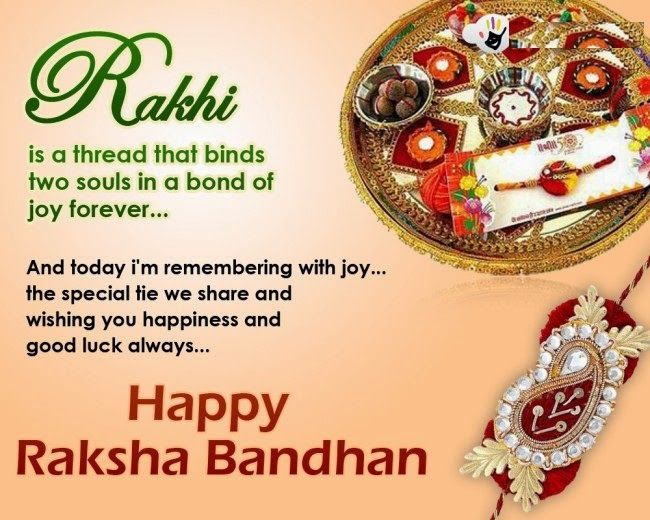 Rakhi
is a thread that binds
two souls in a bond of
joy forever...
And today i'm remembering with joy...
the special tie we share and
wishing you happiness and
good luck always...
Happy
Raksha Bandhan